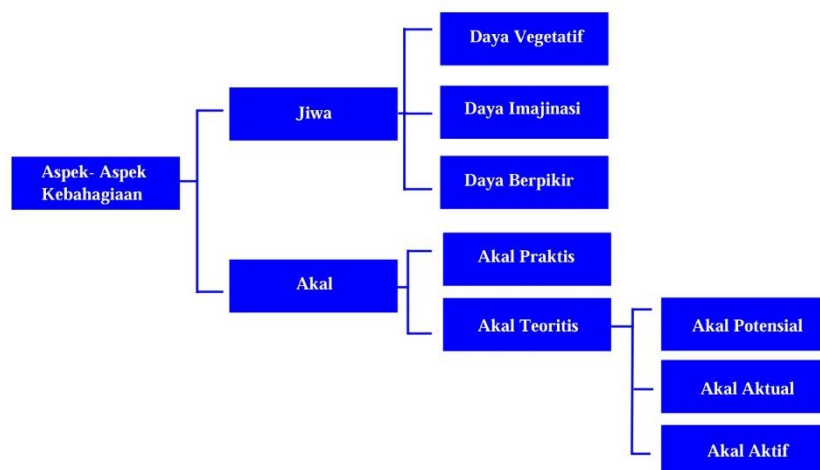 Aspek- Aspek
Kebahagiaan
Jiwa
Daya Vegetatif
Daya Imajinasi
Daya Berpikir
Akal
Akal Praktis
Akal Teoritis
Akal Potensial
Akal Aktual
Akal Aktif